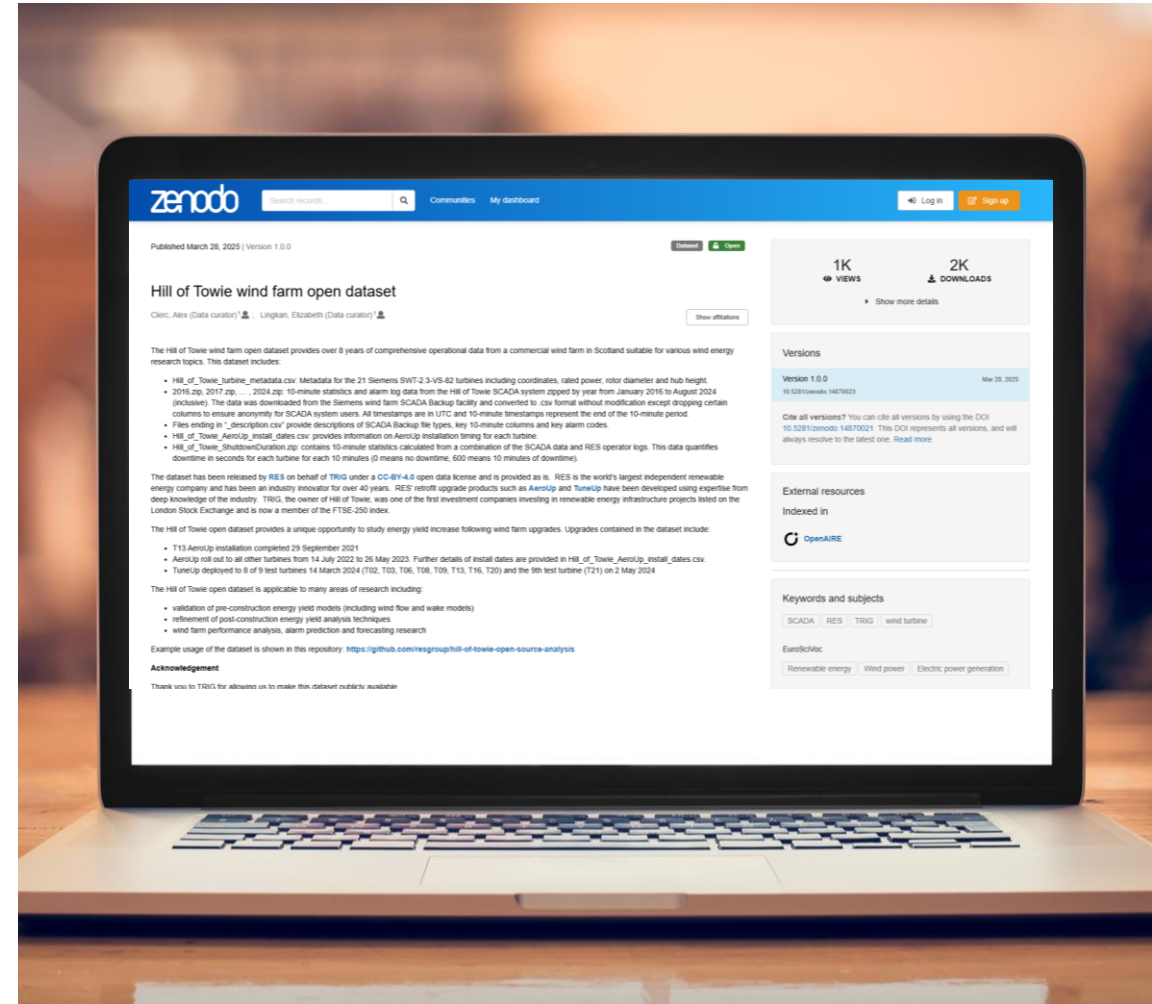 zenodo
Search records...
Communities
My dashboard
Log in
Sign up
Published March 28, 2025 | Version 1.0.0
Dataset
Open
Hill of Towie wind farm open dataset
Clerc, Alex (Data curator)¹ ; Lingkan, Elizabeth (Data curator)¹
Show affiliations
The Hill of Towie wind farm open dataset provides over 8 years of comprehensive operational data from a commercial wind farm in Scotland suitable for various wind energy
research topics. This dataset includes:
• Hill_of_Towie_turbine_metadata.csv: Metadata for the 21 Siemens SWT-2.3-VS-82 turbines including coordinates, rated power, rotor diameter and hub height.
• 2016.zip, 2017.zip, ... , 2024.zip: 10-minute statistics and alarm log data from the Hill of Towie SCADA system zipped by year from January 2016 to August 2024
(inclusive). The data was downloaded from the Siemens wind farm SCADA Backup facility and converted to .csv format without modification except dropping certain
columns to ensure anonymity for SCADA system users. All timestamps are in UTC and 10-minute timestamps represent the end of the 10-minute period.
• Files ending in "_description.csv" provide descriptions of SCADA Backup file types, key 10-minute columns and key alarm codes.
• Hill_of_Towie_AeroUp_install_dates.csv: provides information on AeroUp installation timing for each turbine.
• Hill_of_Towie_ShutdownDuration.zip: contains 10-minute statistics calculated from a combination of the SCADA data and RES operator logs. This data quantifies
downtime in seconds for each turbine for each 10 minutes (0 means no downtime, 600 means 10 minutes of downtime).
The dataset has been released by RES on behalf of TRIG under a CC-BY-4.0 open data license and is provided as is. RES is the world's largest independent renewable
energy company and has been an industry innovator for over 40 years. RES' retrofit upgrade products such as AeroUp and TuneUp have been developed using expertise from
deep knowledge of the industry. TRIG, the owner of Hill of Towie, was one of the first investment companies investing in renewable energy infrastructure projects listed on the
London Stock Exchange and is now a member of the FTSE-250 index.
The Hill of Towie open dataset provides a unique opportunity to study energy yield increase following wind farm upgrades. Upgrades contained in the dataset include:
• T13 AeroUp installation completed 29 September 2021
• AeroUp roll out to all other turbines from 14 July 2022 to 26 May 2023. Further details of install dates are provided in Hill_of_Towie_AeroUp_install_dates.csv.
• TuneUp deployed to 8 of 9 test turbines 14 March 2024 (T02, T03, T06, T08, T09, T13, T16, T20) and the 9th test turbine (T21) on 2 May 2024
The Hill of Towie open dataset is applicable to many areas of research including:
• validation of pre-construction energy yield models (including wind flow and wake models)
• refinement of post-construction energy yield analysis techniques
• wind farm performance analysis, alarm prediction and forecasting research
Example usage of the dataset is shown in this repository: https://github.com/resgroup/hill-of-towie-open-source-analysis
Acknowledgement
Thank you to TRIG for allowing us to make this dataset publicly available
1K
VIEWS
2K
DOWNLOADS
Show more details
Versions
Version 1.0.0
Mar 28, 2025
10.5281/zenodo.14870023
Cite all versions? You can cite all versions by using the DOI
10.5281/zenodo.14870021. This DOI represents all versions, and will
always resolve to the latest one. Read more.
External resources
Indexed in
OpenAIRE
Keywords and subjects
SCADA
RES
TRIG
wind turbine
EuroSciVoc
Renewable energy
Wind power
Electric power generation